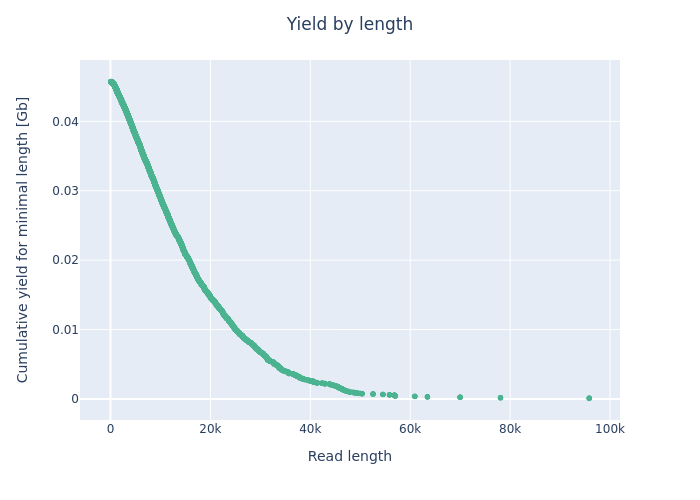 Yield by length
Cumulative yield for minimal length [Gb]
0.04
0.03
0.02
0.01
0
0 20k 40k 60k 80k 100k
Read length